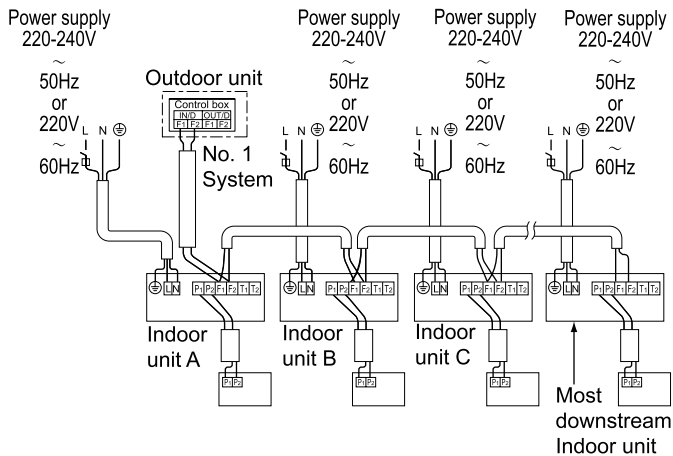 Power supply
220-240V
~
50Hz
or
220V
~
60Hz
L N
Outdoor unit
Control box
IN/D OUT/D
F1 F2 F1 F2
No. 1
System
Power supply
220-240V
~
50Hz
or
220V
~
60Hz
L N
Power supply
220-240V
~
50Hz
or
220V
~
60Hz
L N
Power supply
220-240V
~
50Hz
or
220V
~
60Hz
L N
L N
P1 P2 F1 F2 T1 T2
Indoor
unit A
P1 P2
L N
P1 P2 F1 F2 T1 T2
Indoor
unit B
P1 P2
L N
P1 P2 F1 F2 T1 T2
Indoor
unit C
P1 P2
L N
P1 P2 F1 F2 T1 T2
Most
downstream
Indoor unit
P1 P2